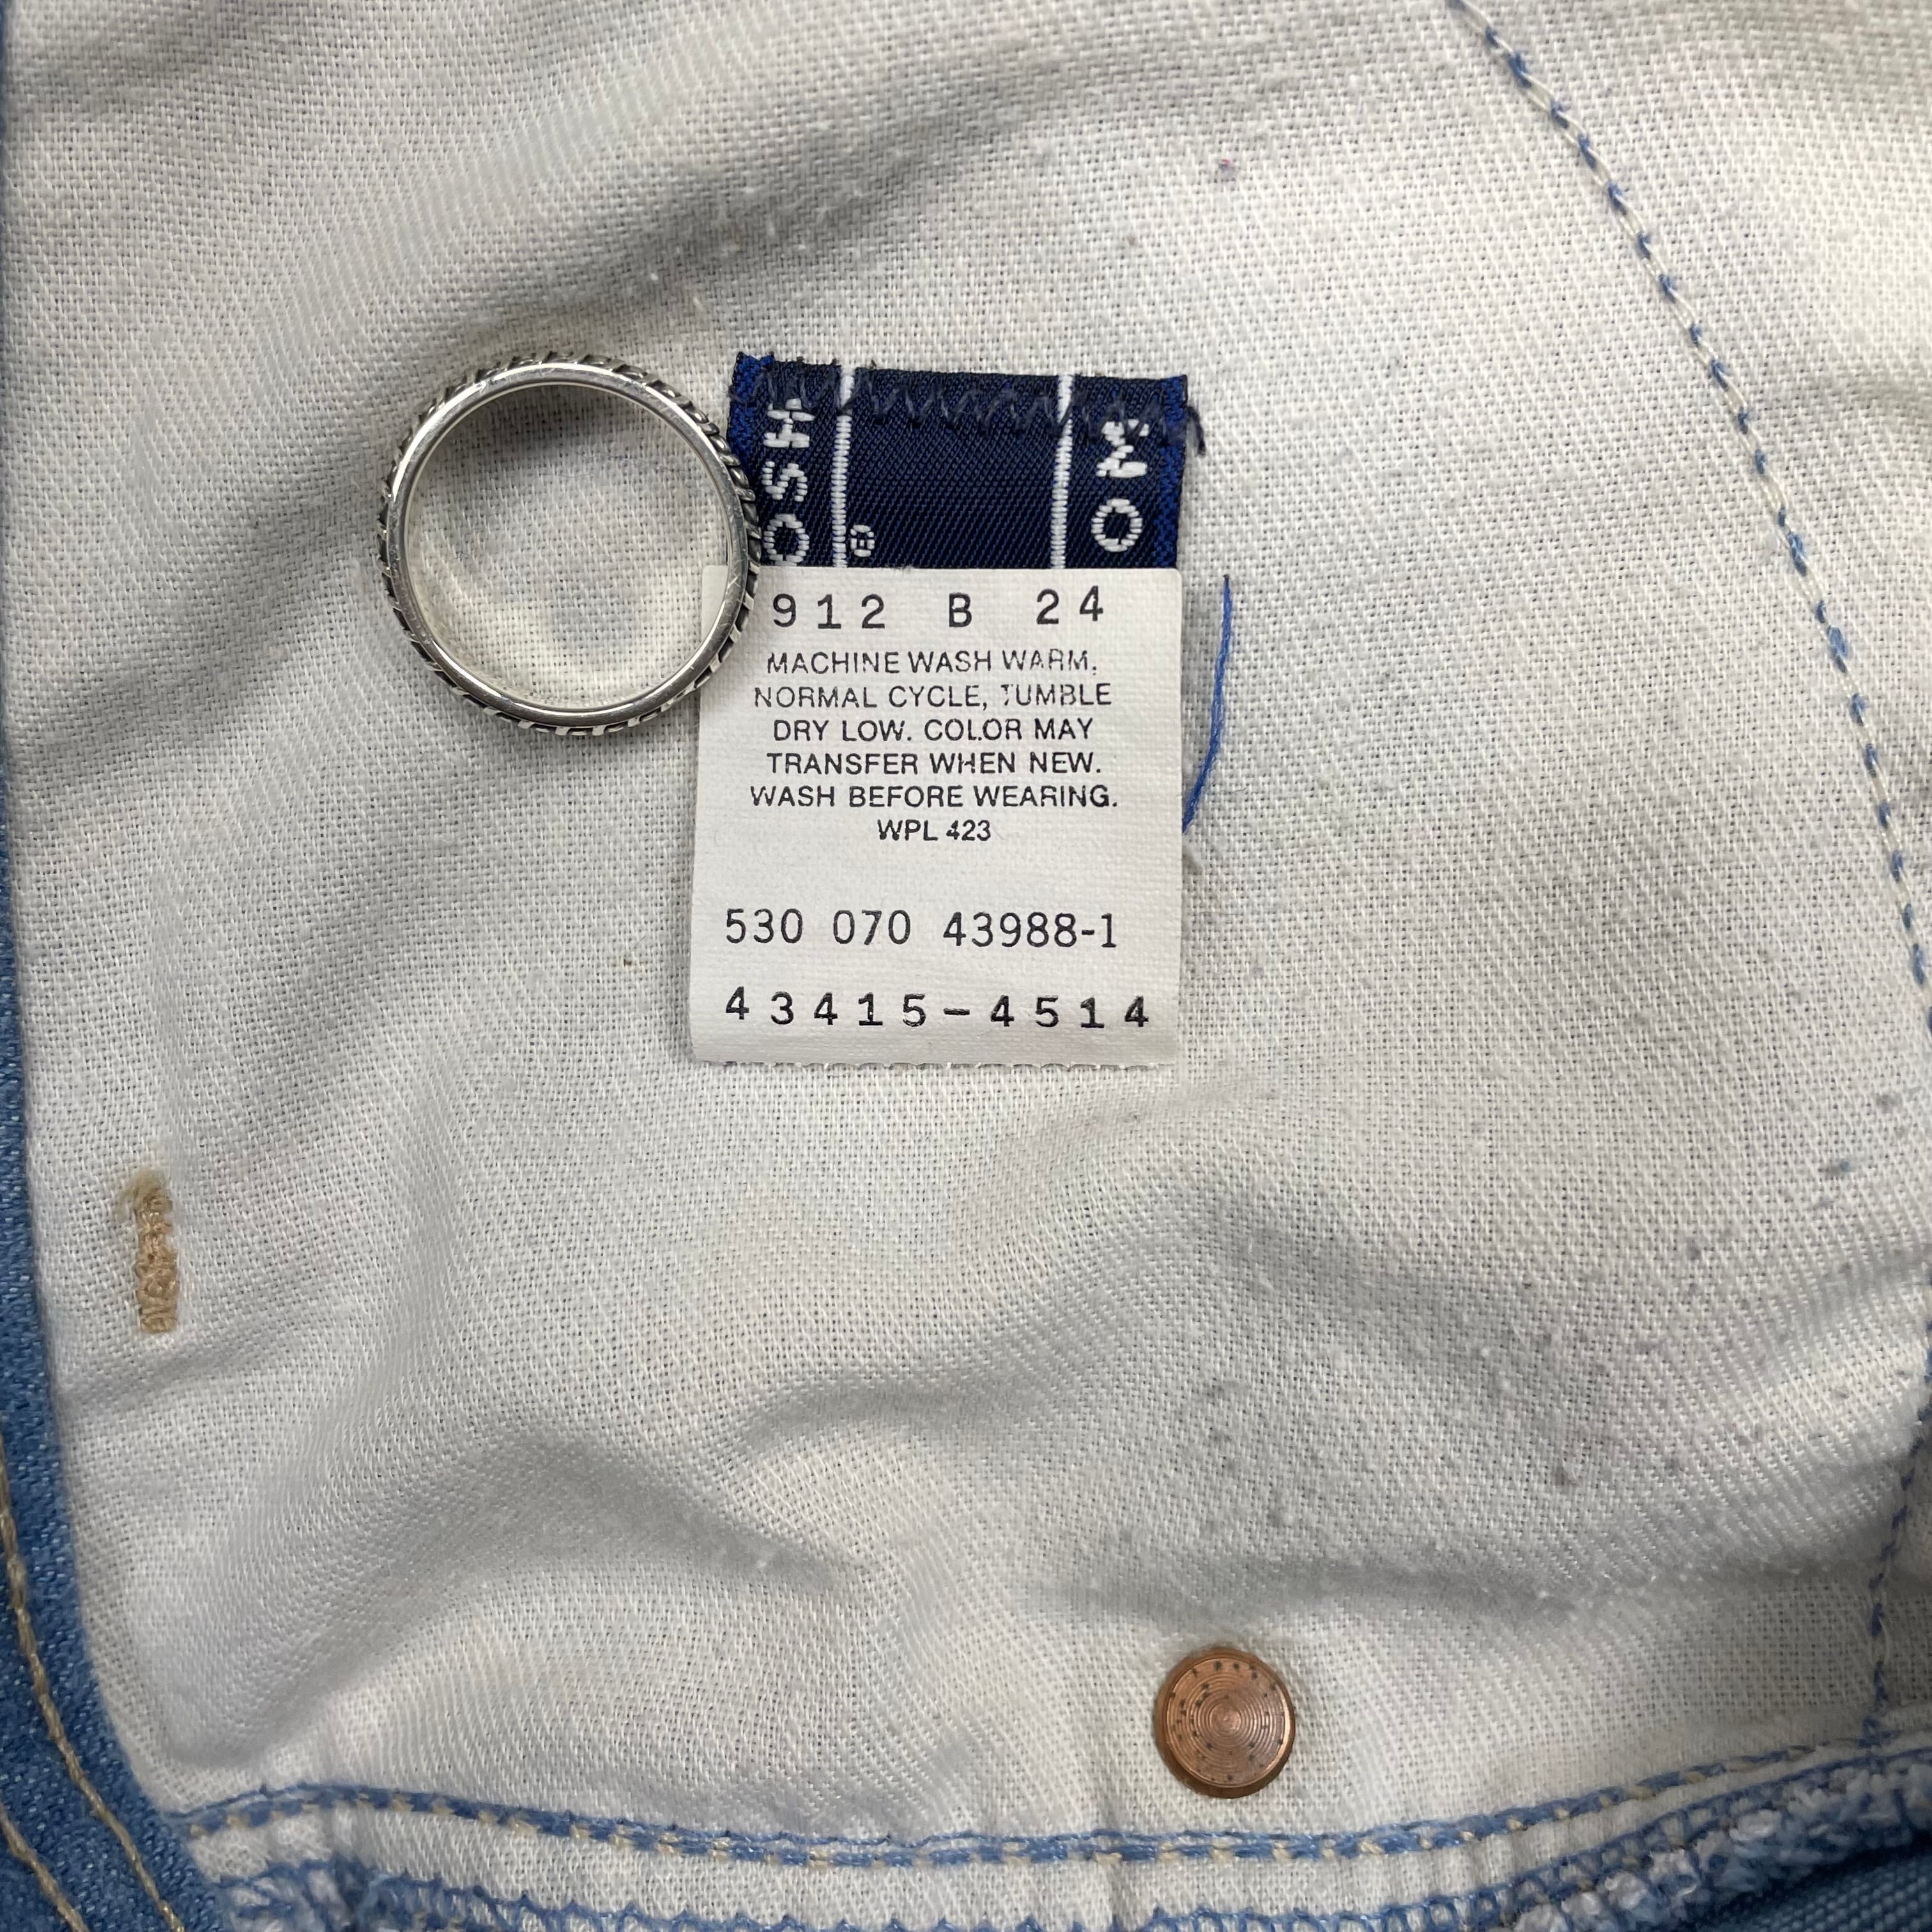 OSH
®
NO
912 B 24
MACHINE WASH WARM.
NORMAL CYCLE, TUMBLE
DRY LOW. COLOR MAY
TRANSFER WHEN NEW.
WASH BEFORE WEARING.
WPL 423
530 070 43988-1
43415-4514